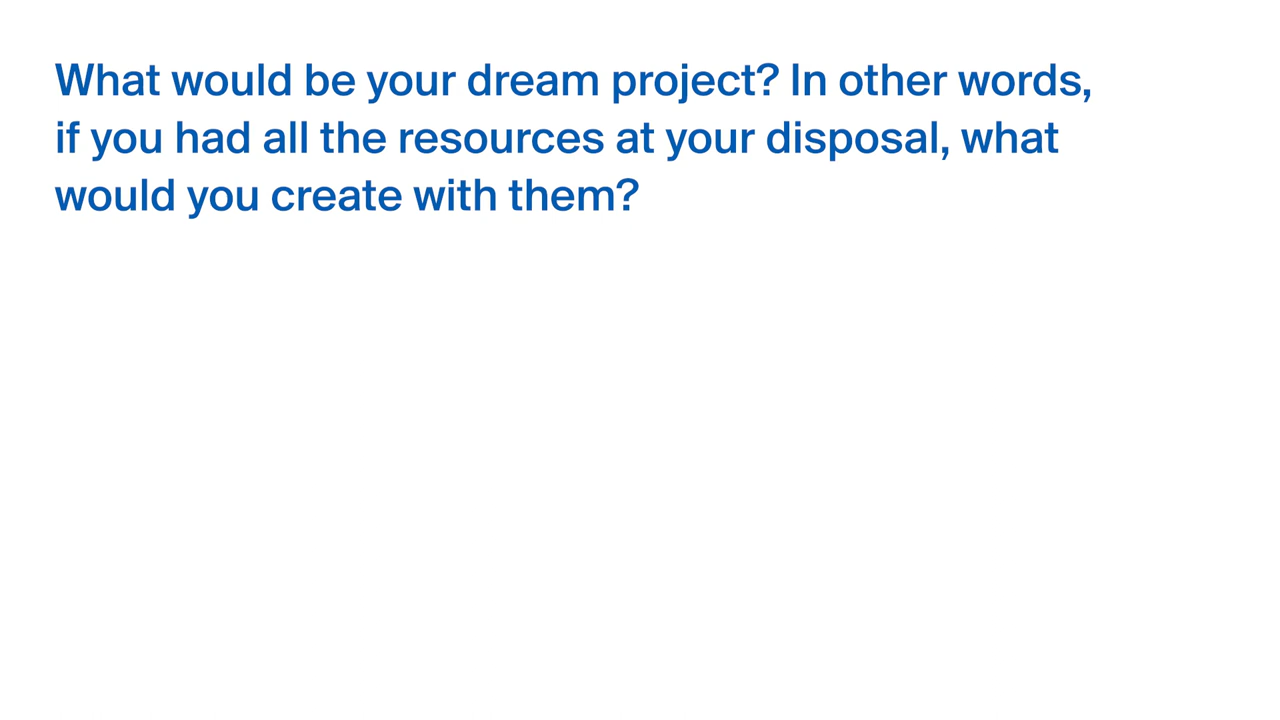 What would be your dream project? In other words,
if you had all the resources at your disposal, what
would you create with them?